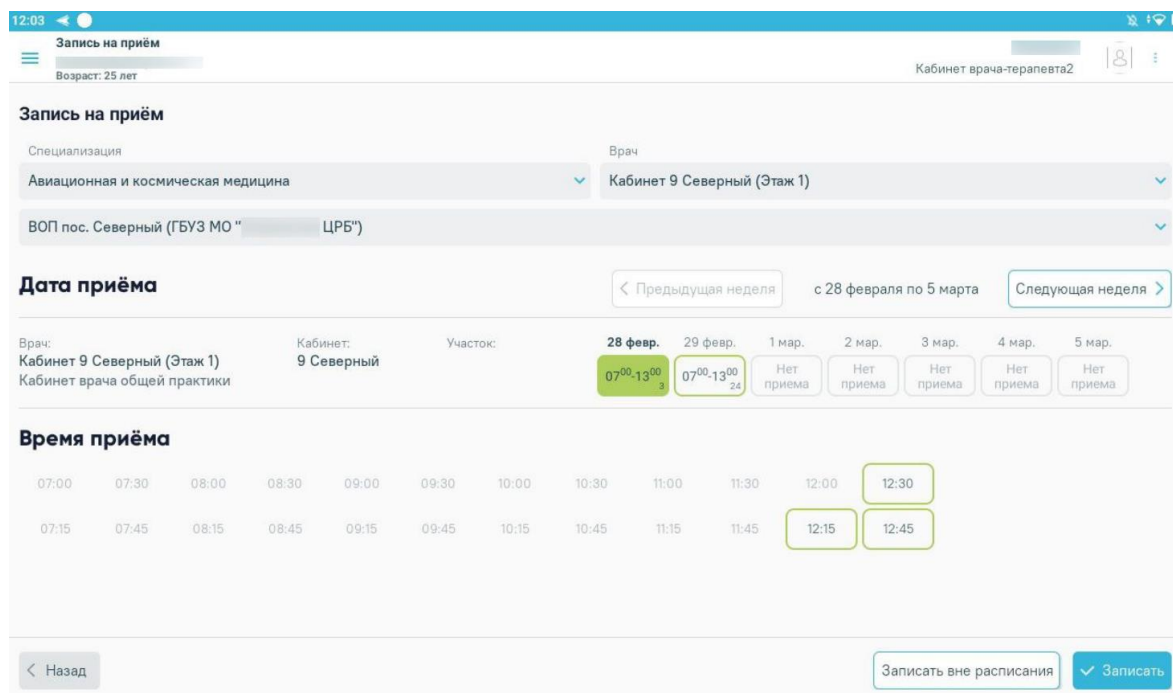 12:03
Запись на приём
Возраст: 25 лет
Кабинет врача-терапевта2
Запись на приём
Специализация Врач
Авиационная и космическая медицина Кабинет 9 Северный (Этаж 1)
ВОП пос. Северный (ГБУЗ МО " ЦРБ")
Дата приёма Предыдущая неделя с 28 февраля по 5 марта Следующая неделя
Врач: Кабинет: Участок: 28 февр. 29 февр. 1 мар. 2 мар. 3 мар. 4 мар. 5 мар.
Кабинет 9 Северный (Этаж 1) 9 Северный 0700-1300 3 0700-1300 24 Нет приема Нет приема Нет приема Нет приема Нет приема
Кабинет врача общей практики
Время приёма
07:00 07:30 08:00 08:30 09:00 09:30 10:00 10:30 11:00 11:30 12:00 12:30
07:15 07:45 08:15 08:45 09:15 09:45 10:15 10:45 11:15 11:45 12:15 12:45
Назад Записать вне расписания Записать